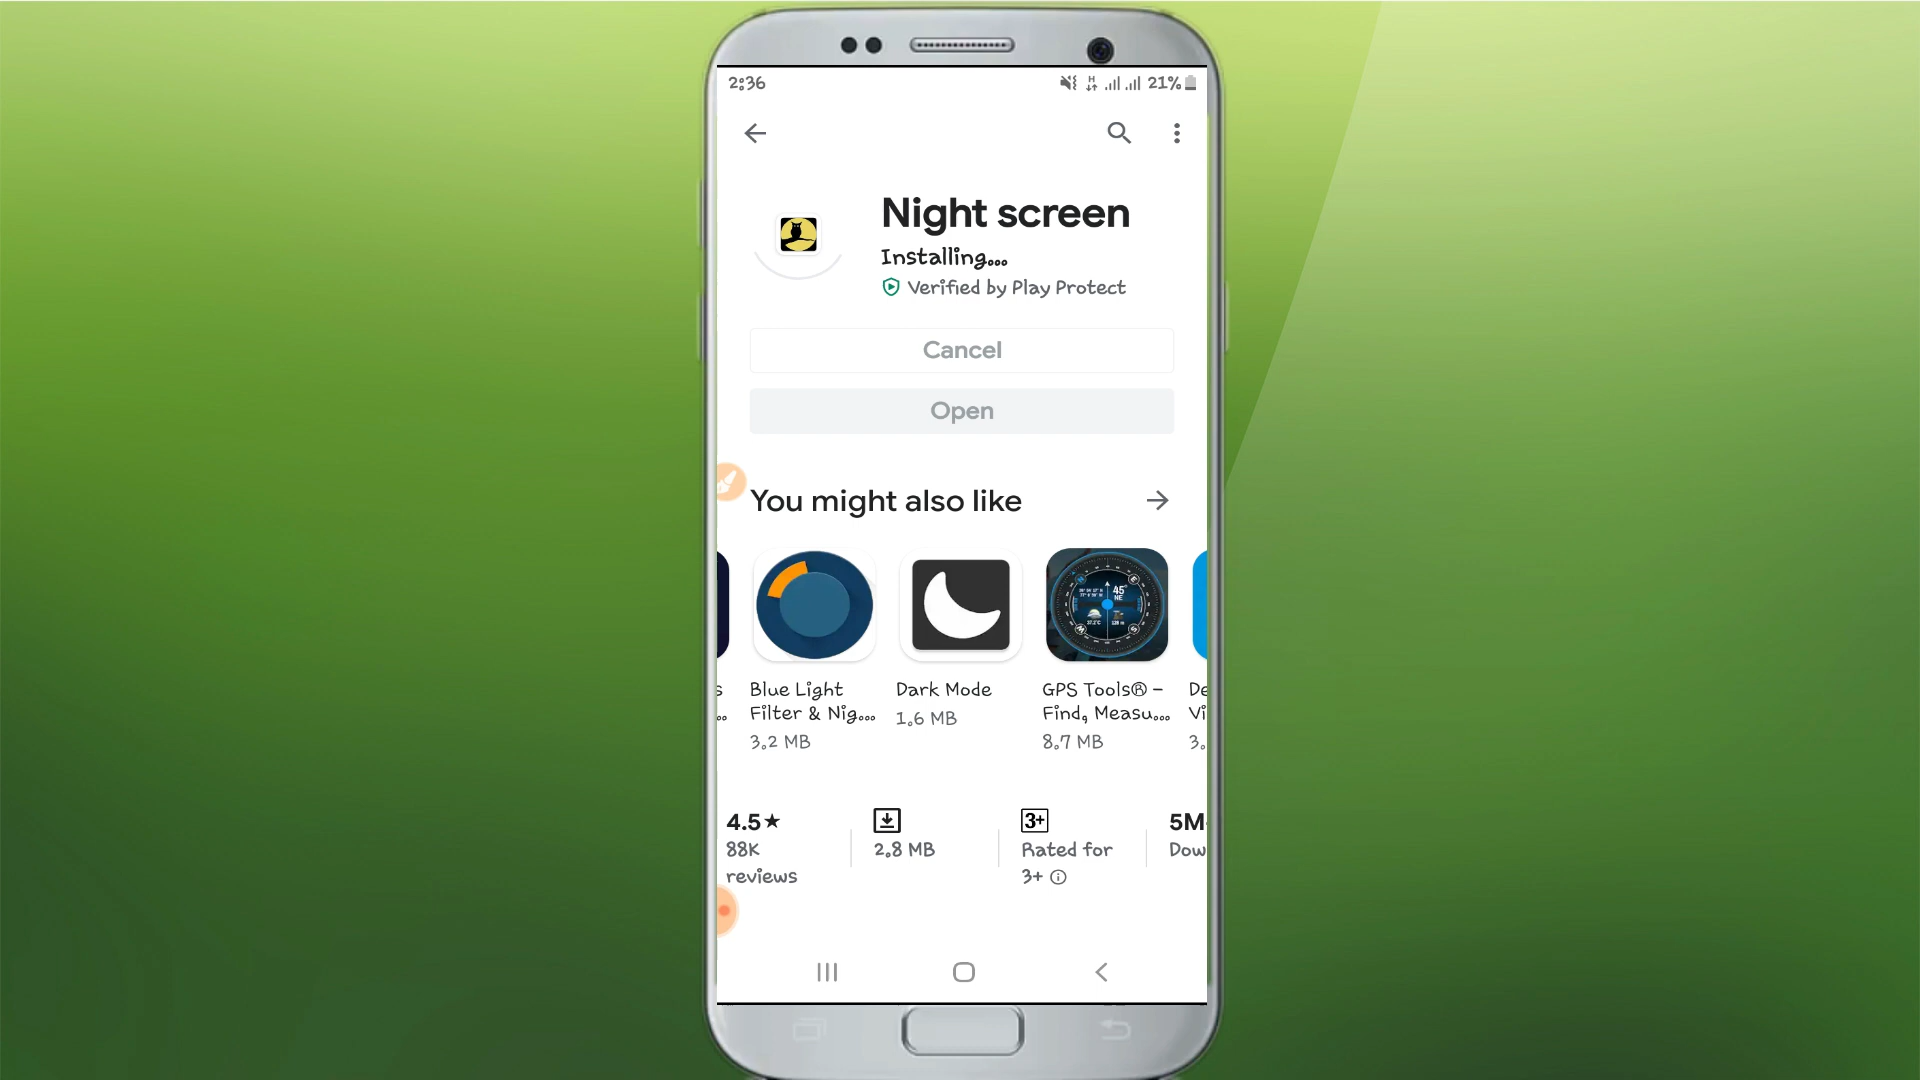 2:36
21%
Night screen
Installing...
Verified by Play Protect
Cancel
Open
You might also like
Blue Light
Filter & Nig...
3.2 MB
Dark Mode
1.6 MB
GPS Tools® -
Find, Measu...
8.7 MB
De
Vi
3.
s
4.5★
88K
reviews
2.8 MB
3+
Rated for
3+
5M
Dow